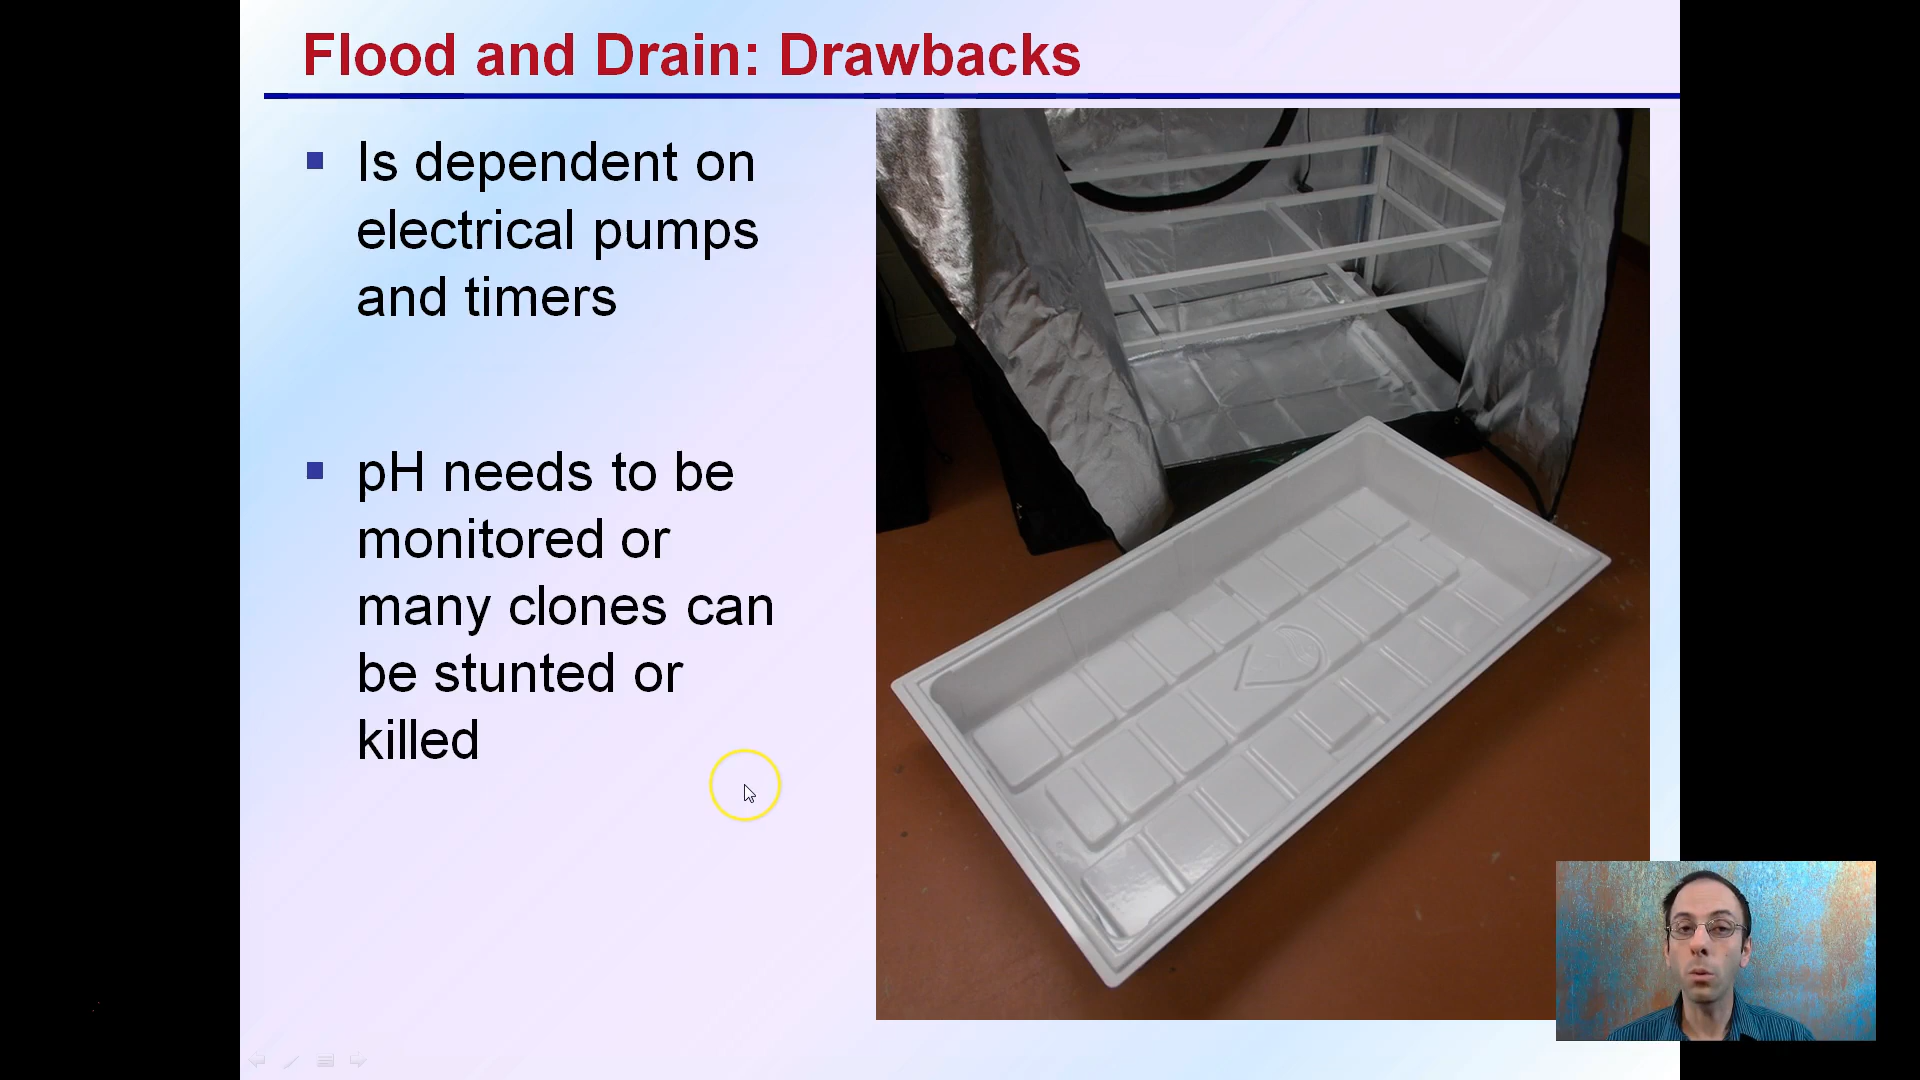 Flood and Drain: Drawbacks
Is dependent on
electrical pumps
and timers
pH needs to be
monitored or
many clones can
be stunted or
killed